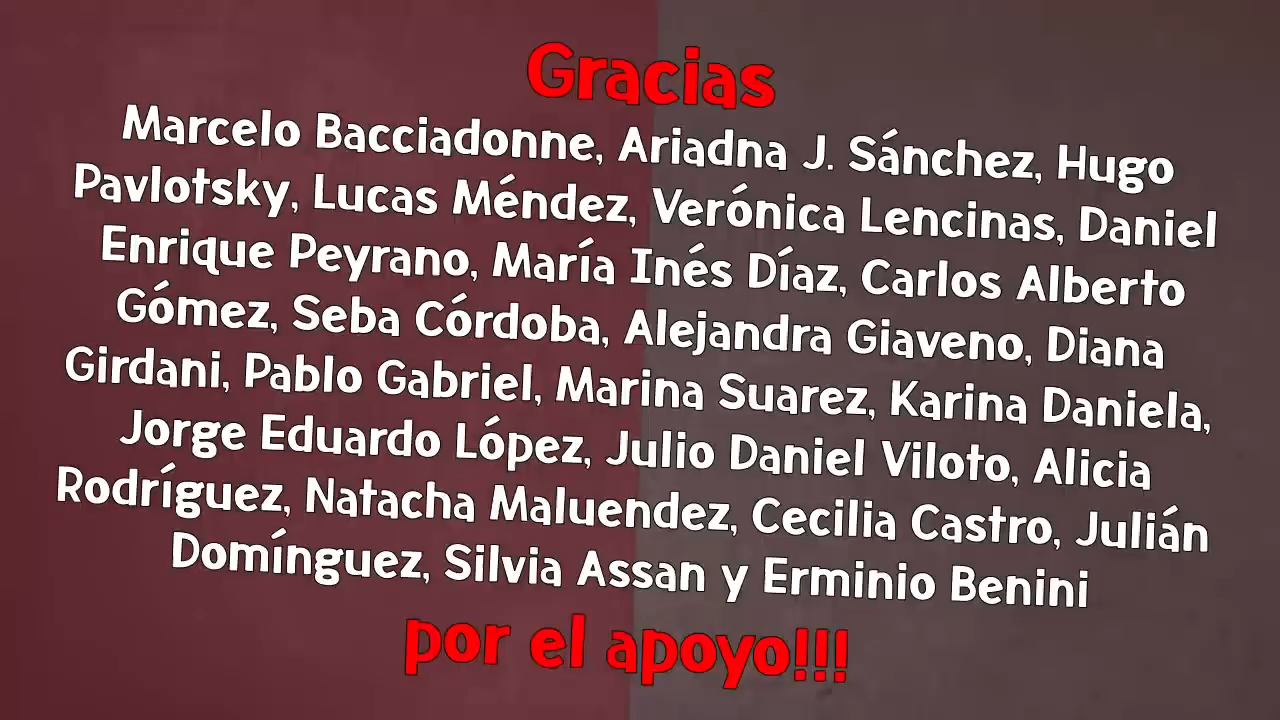 Gracias
Marcelo Bacciadonne, Ariadna J. Sánchez, Hugo
Pavlotsky, Lucas Méndez, Verónica Lencinas, Daniel
Enrique Peyrano, María Inés Díaz, Carlos Alberto
Gómez, Seba Córdoba, Alejandra Giaveno, Diana
Girdani, Pablo Gabriel, Marina Suarez, Karina Daniela,
Jorge Eduardo López, Julio Daniel Viloto, Alicia
Rodríguez, Natacha Maluendez, Cecilia Castro, Julián
Domínguez, Silvia Assan y Erminio Benini
por el apoyo!!!